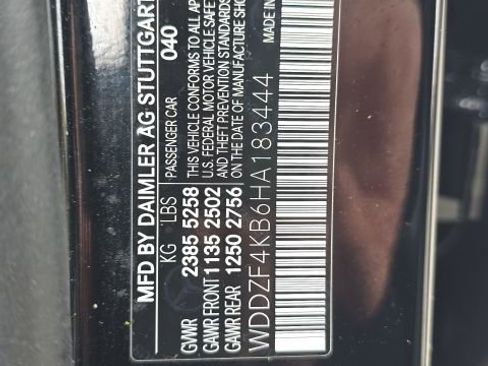 MFD BY DAIMLER AG STUTTGART
KG LBS PASSENGER CAR 040
GVWR 2385 5258 THIS VEHICLE CONFORMS TO ALL AP
GAWR FRONT 1135 2502 U.S. FEDERAL MOTOR VEHICLE SAFETY
GAWR REAR 1250 2756 AND THEFT PREVENTION STANDARDS
ON THE DATE OF MANUFACTURE SHO
WDDZF4KB6HA183444
MADE IN